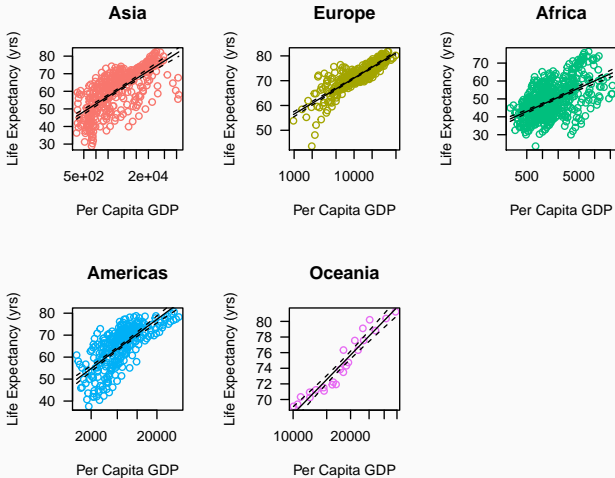 Asia
Life Expectancy (yrs)
80
70
60
50
40
30
5e+02
2e+04
Per Capita GDP
Europe
Life Expectancy (yrs)
80
70
60
50
1000
10000
Per Capita GDP
Africa
Life Expectancy (yrs)
70
60
50
40
30
500
5000
Per Capita GDP
Americas
Life Expectancy (yrs)
80
70
60
50
40
2000
20000
Per Capita GDP
Oceania
Life Expectancy (yrs)
80
78
76
74
72
70
10000
20000
Per Capita GDP